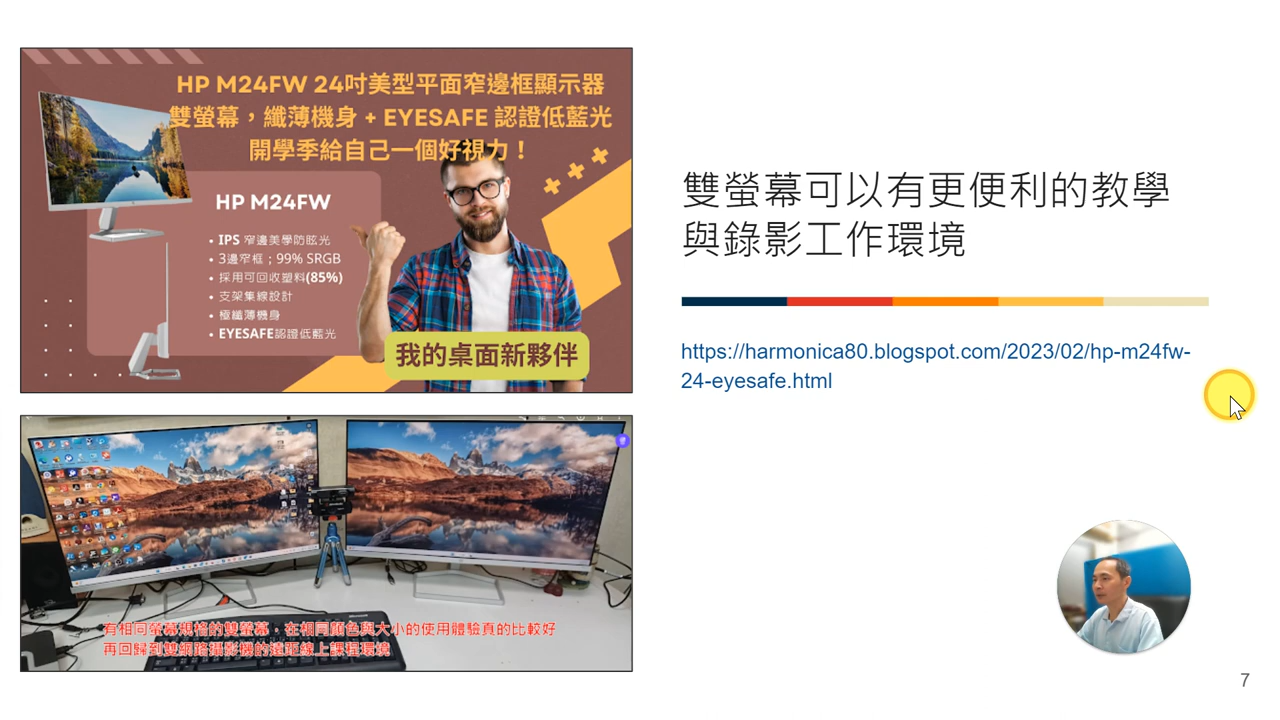 HP M24FW 24吋美型平面窄邊框顯示器
雙螢幕，纖薄機身 + EYESAFE 認證低藍光
開學季給自己一個好視力！
HP M24FW
• IPS 窄邊美學防眩光
• 3邊窄框；99% SRGB
• 採用可回收塑料(85%)
• 支架集線設計
• 極纖薄機身
• EYESAFE認證低藍光
我的桌面新夥伴
有相同螢幕規格的雙螢幕，在相同顏色與大小的使用體驗真的比較好
再回歸到雙網路攝影機的遠距線上課程環境
雙螢幕可以有更便利的教學
與錄影工作環境
https://harmonica80.blogspot.com/2023/02/hp-m24fw-
24-eyesafe.html
7